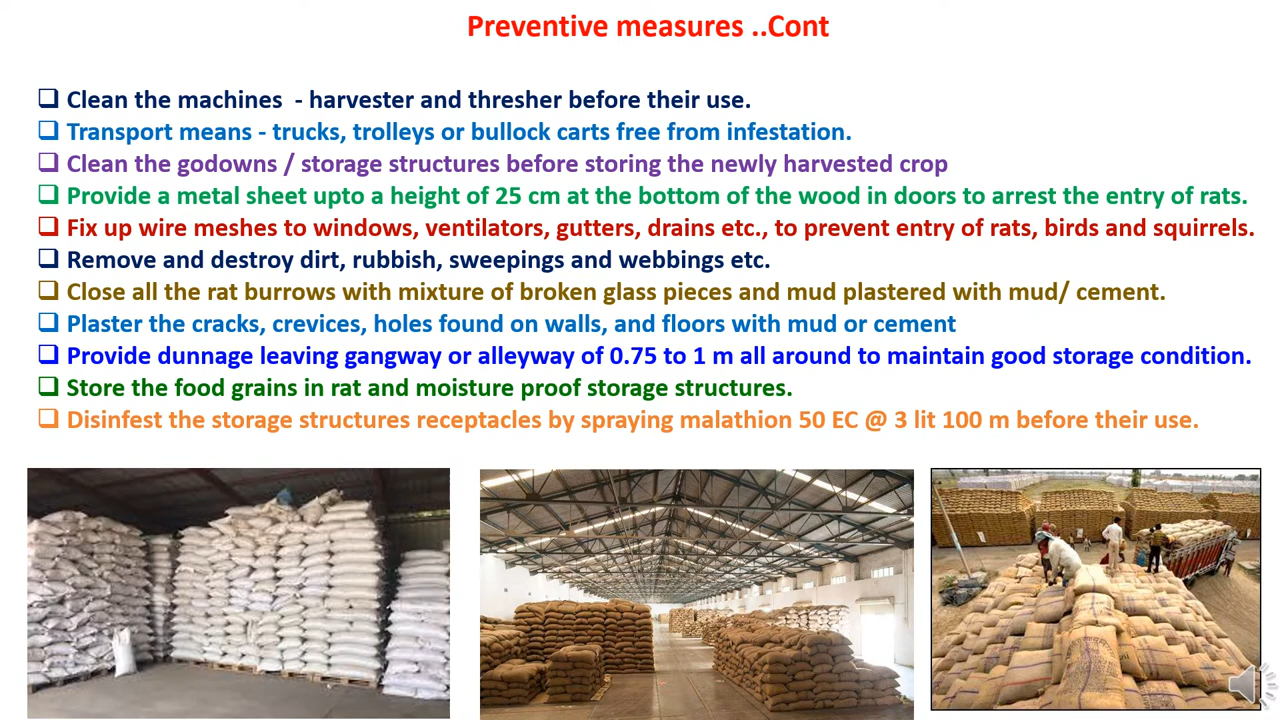 Preventive measures ..Cont
❑ Clean the machines - harvester and thresher before their use.
❑ Transport means - trucks, trolleys or bullock carts free from infestation.
❑ Clean the godowns / storage structures before storing the newly harvested crop
❑ Provide a metal sheet upto a height of 25 cm at the bottom of the wood in doors to arrest the entry of rats.
❑ Fix up wire meshes to windows, ventilators, gutters, drains etc., to prevent entry of rats, birds and squirrels.
❑ Remove and destroy dirt, rubbish, sweepings and webbings etc.
❑ Close all the rat burrows with mixture of broken glass pieces and mud plastered with mud/ cement.
❑ Plaster the cracks, crevices, holes found on walls, and floors with mud or cement
❑ Provide dunnage leaving gangway or alleyway of 0.75 to 1 m all around to maintain good storage condition.
❑ Store the food grains in rat and moisture proof storage structures.
❑ Disinfest the storage structures receptacles by spraying malathion 50 EC @ 3 lit 100 m before their use.